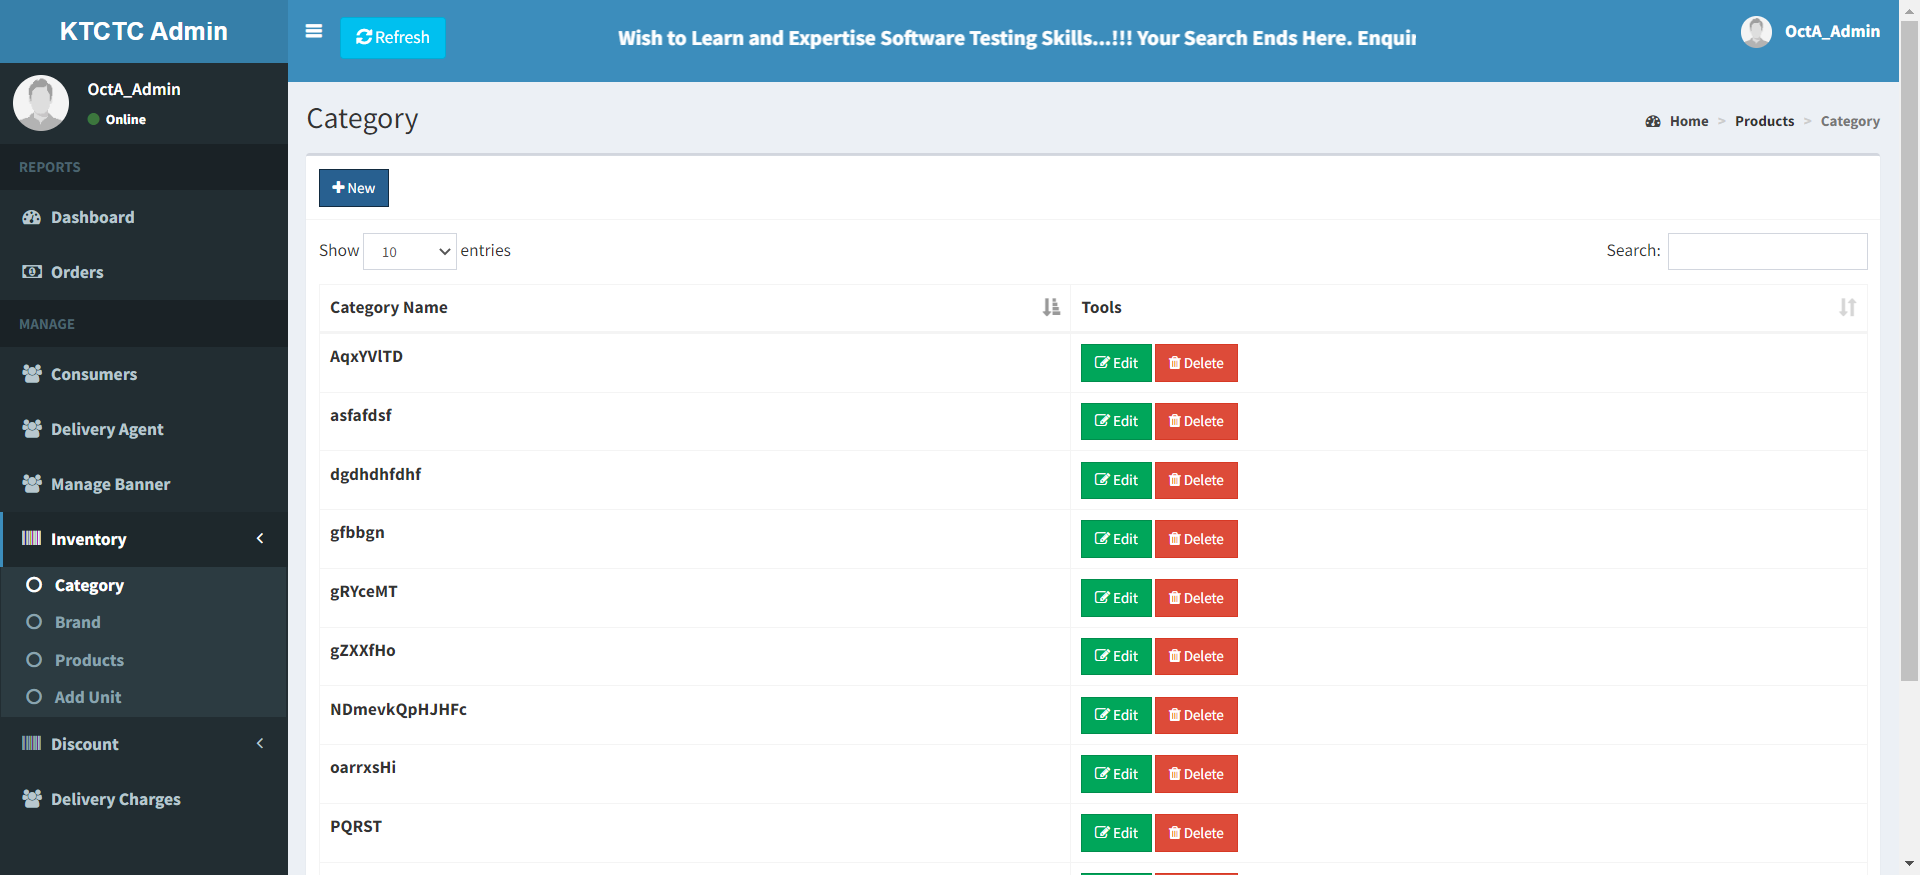 KTCTC Admin
Refresh
Wish to Learn and Expertise Software Testing Skills...!!! Your Search Ends Here.
OctA_Admin
OctA_Admin
Online
REPORTS
Dashboard
Orders
MANAGE
Consumers
Delivery Agent
Manage Banner
Inventory
Category
Brand
Products
Add Unit
Discount
Delivery Charges
Category
Home > Products > Category
New
Show 10 entries
Search:
Category Name Tools
AqxYVlTD Edit Delete
asfafdsf Edit Delete
dgdhdhfdhf Edit Delete
gfbbgn Edit Delete
gRYceMT Edit Delete
gZXXfHo Edit Delete
NDmevkQpHJHFc Edit Delete
oarrxsHi Edit Delete
PQRST Edit Delete